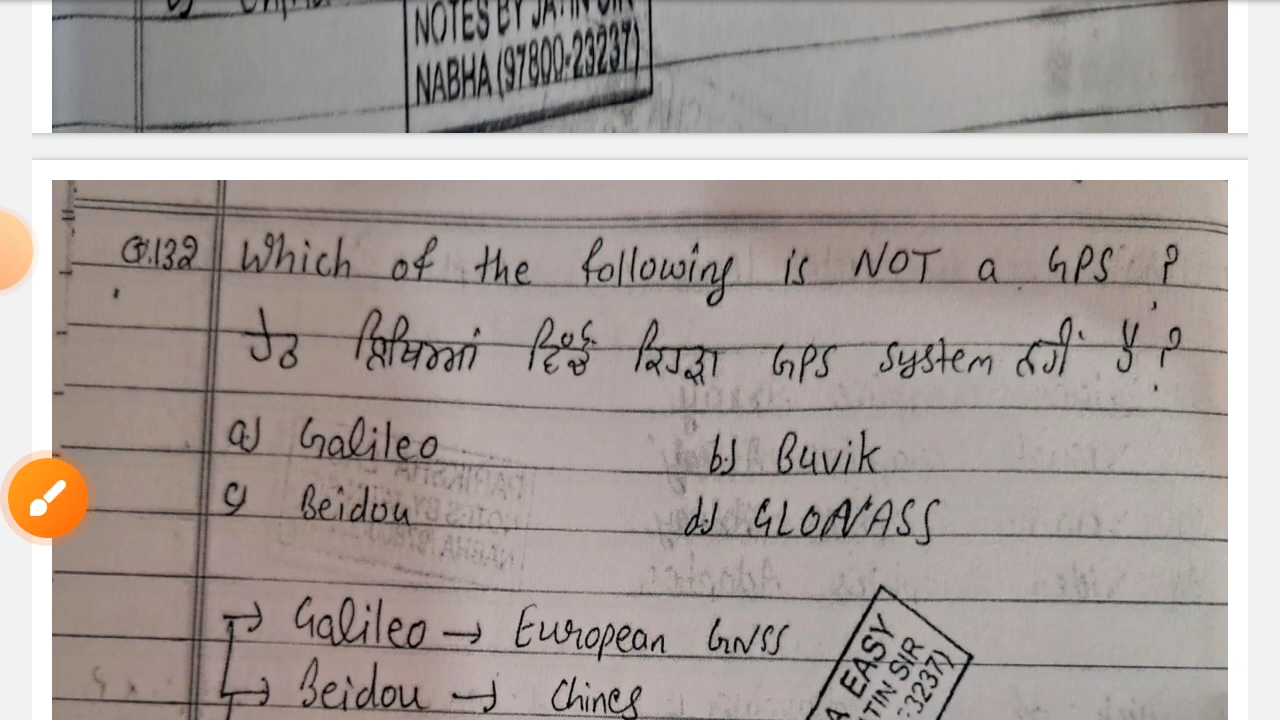 NOTES BY JATIN SIR
NABHA (97800-23237)
Q.132 Which of the following is NOT a GPS ?
ਹੇਠ ਲਿਖਿਆਂ ਵਿੱਚੋਂ ਕਿਹੜਾ GPS system ਨਹੀਂ ਹੈ ?
a) Galileo b) Buvik
c) Beidou d) GLONASS
→ Galileo → European GNSS
→ Beidou → Chines
EASY
TIN SIR
3237)